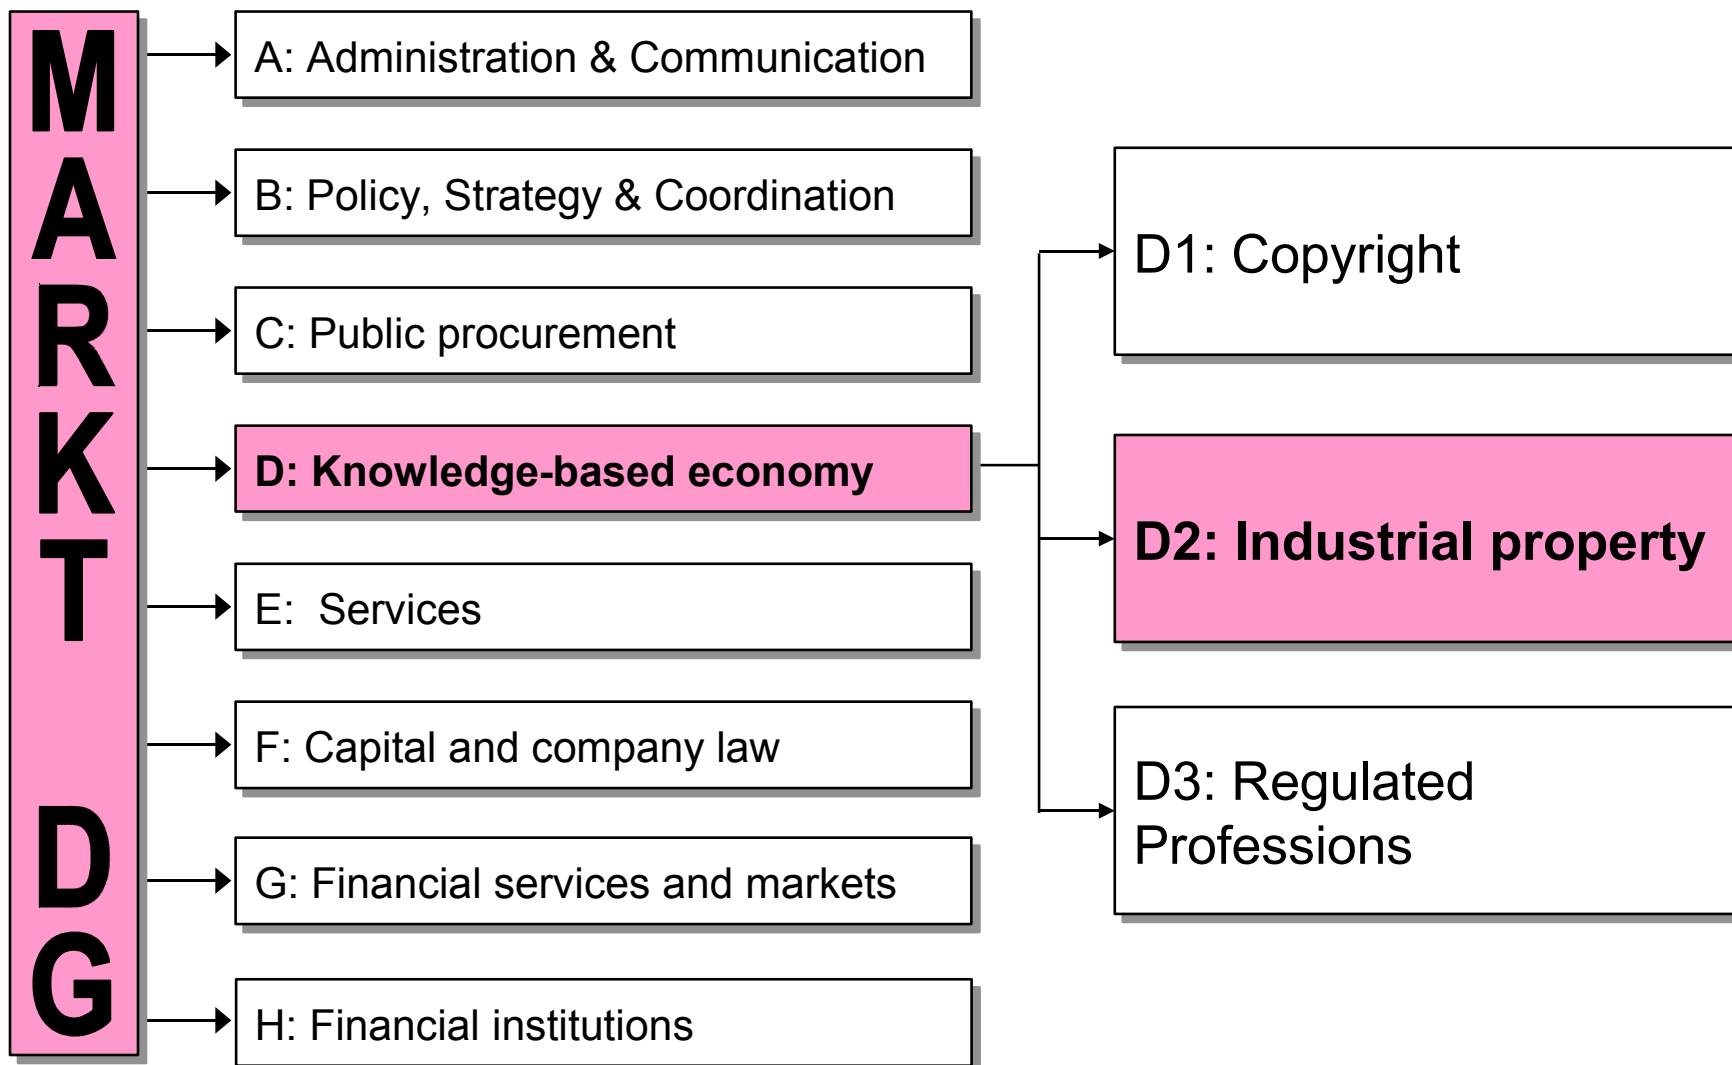 MARKT DG
A: Administration & Communication
B: Policy, Strategy & Coordination
C: Public procurement
D: Knowledge-based economy
E: Services
F: Capital and company law
G: Financial services and markets
H: Financial institutions
D1: Copyright
D2: Industrial property
D3: Regulated
Professions